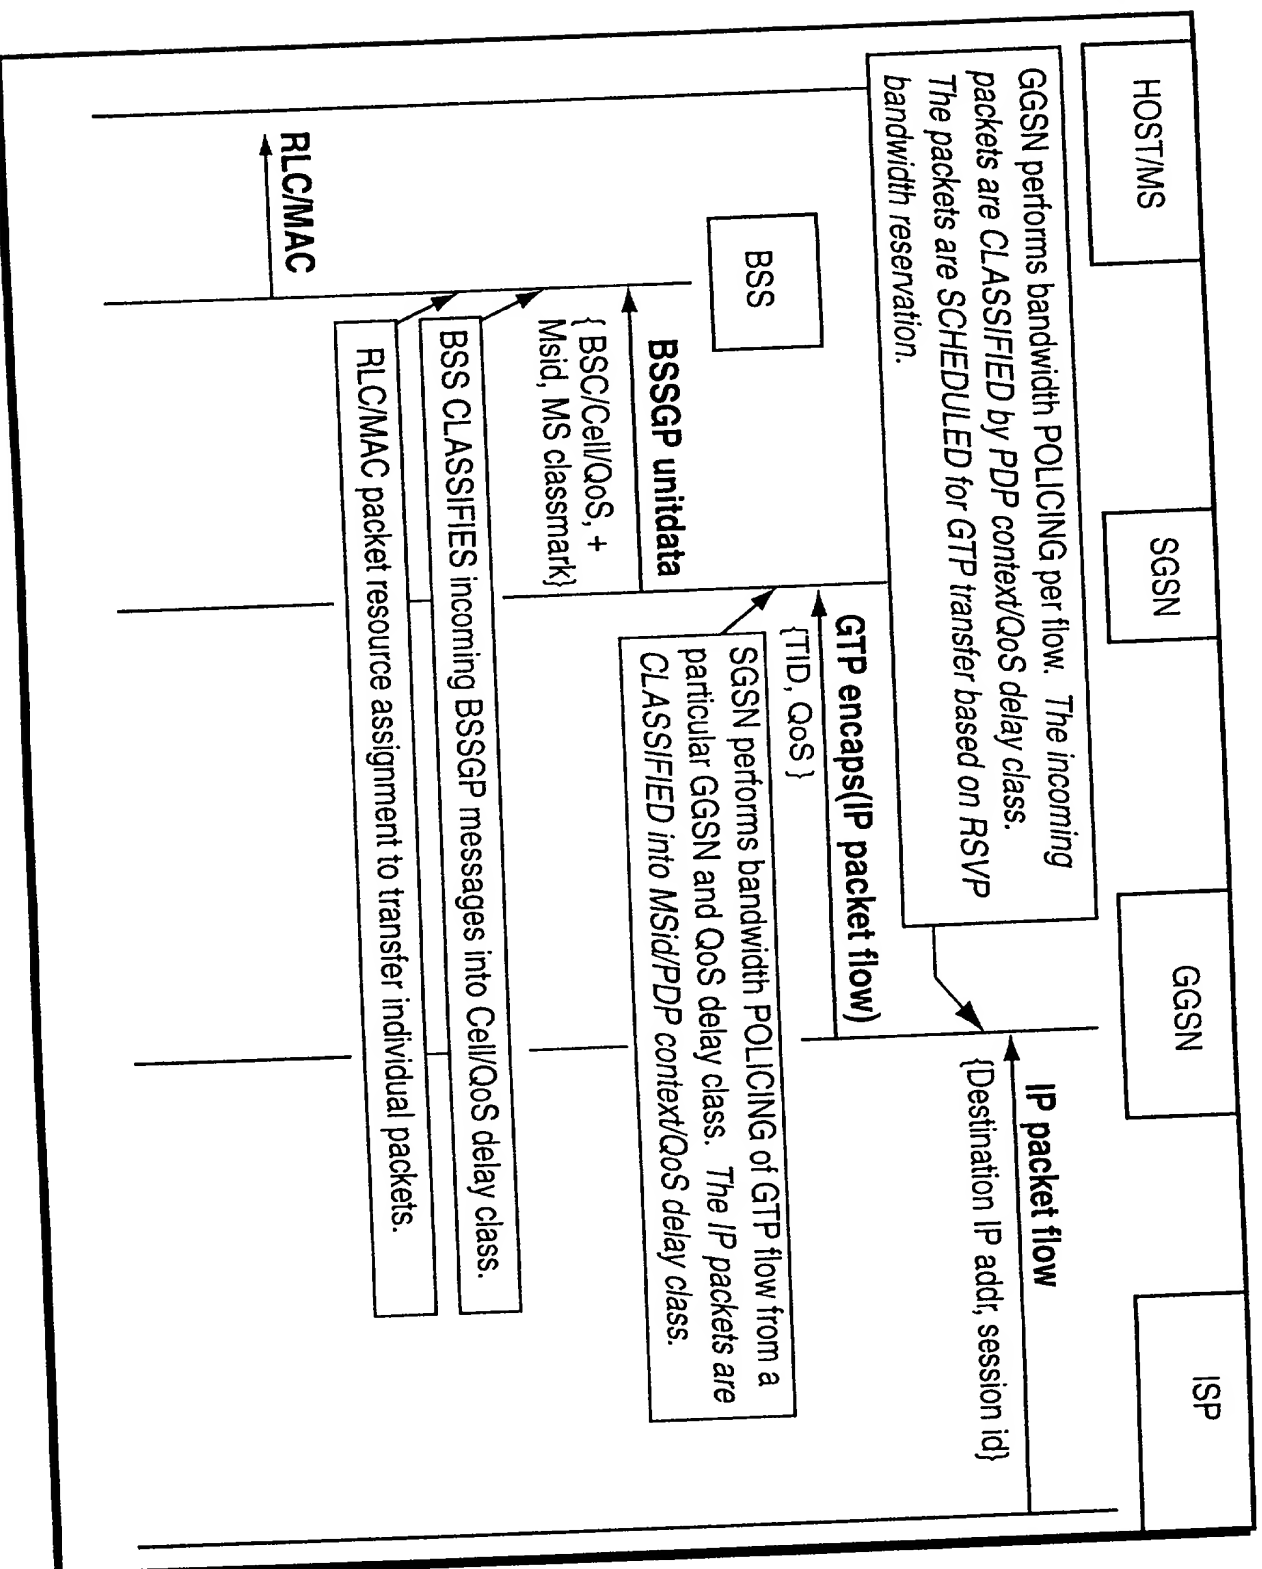 HOST/MS
SGSN
GGSN
ISP
GGSN performs bandwidth POLICING per flow. The incoming
packets are CLASSIFIED by PDP context/QoS delay class.
The packets are SCHEDULED for GTP transfer based on RSVP
bandwidth reservation.
IP packet flow
{Destination IP addr, session id}
BSS
GTP encaps(IP packet flow)
{TID, QoS }
SGSN performs bandwidth POLICING of GTP flow from a
particular GGSN and QoS delay class. The IP packets are
CLASSIFIED into MSid/PDP context/QoS delay class.
BSSGP unitdata
{ BSC/Cell/QoS, +
Msid, MS classmark}
BSS CLASSIFIES incoming BSSGP messages into Cell/QoS delay class.
RLC/MAC packet resource assignment to transfer individual packets.
RLC/MAC